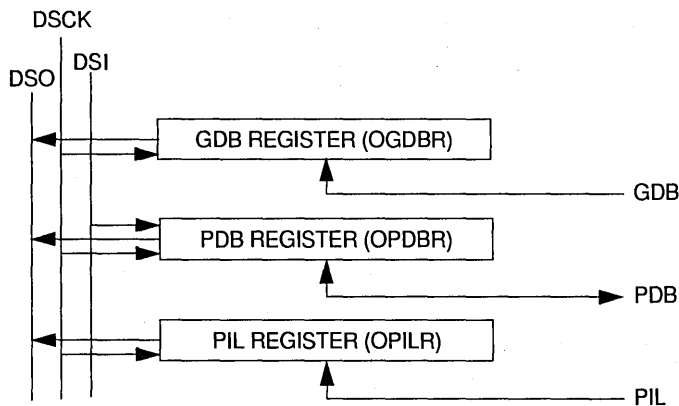 DSCK
DSI
DSO
GDB REGISTER (OGDBR)
GDB
PDB REGISTER (OPDBR)
PDB
PIL REGISTER (OPILR)
PIL